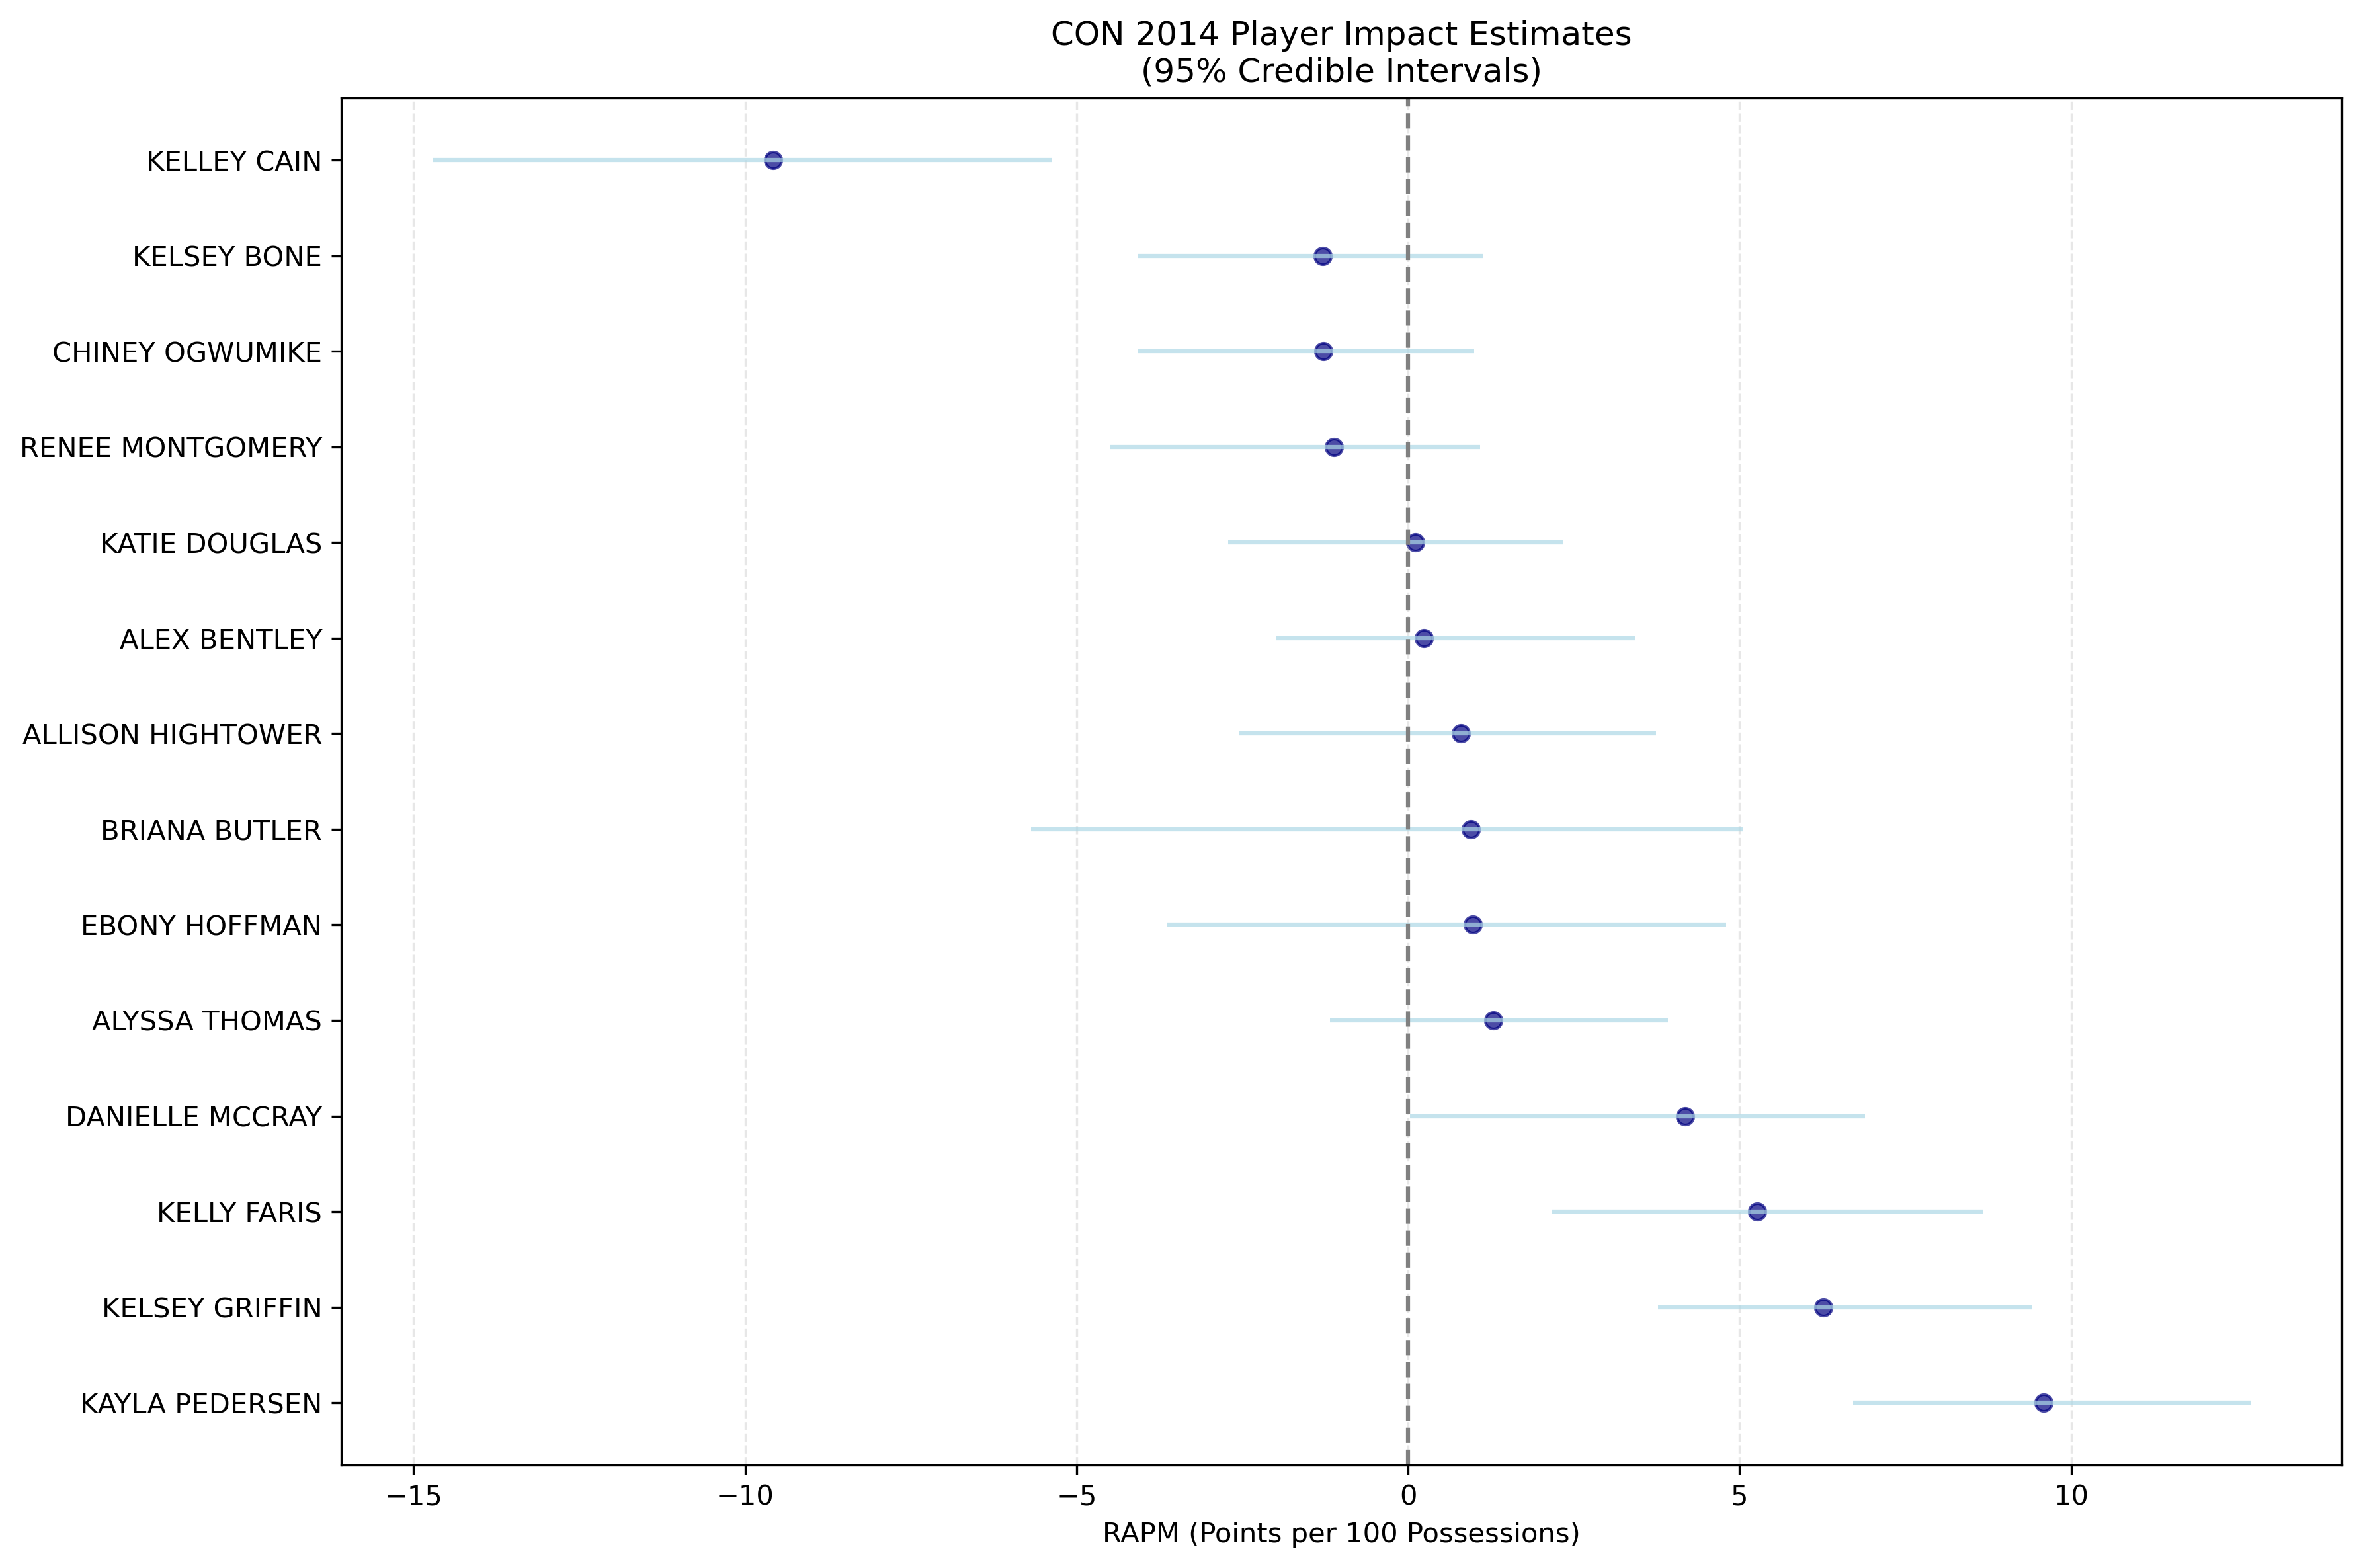 CON 2014 Player Impact Estimates
(95% Credible Intervals)
KELLEY CAIN
KELSEY BONE
CHINEY OGWUMIKE
RENEE MONTGOMERY
KATIE DOUGLAS
ALEX BENTLEY
ALLISON HIGHTOWER
BRIANA BUTLER
EBONY HOFFMAN
ALYSSA THOMAS
DANIELLE MCCRAY
KELLY FARIS
KELSEY GRIFFIN
KAYLA PEDERSEN
−15 −10 −5 0 5 10
RAPM (Points per 100 Possessions)